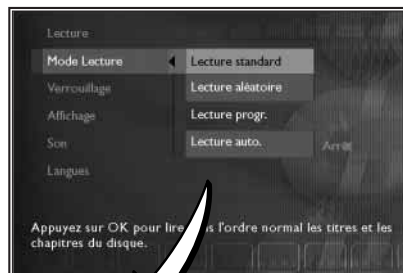 Lecture
Mode Lecture
Lecture standard
Verrouillage
Lecture aléatoire
Affichage
Lecture progr.
Son
Lecture auto.
Arrêt
Langues
Appuyez sur OK pour lire l'ordre normal les titres et les
chapitres du disque.